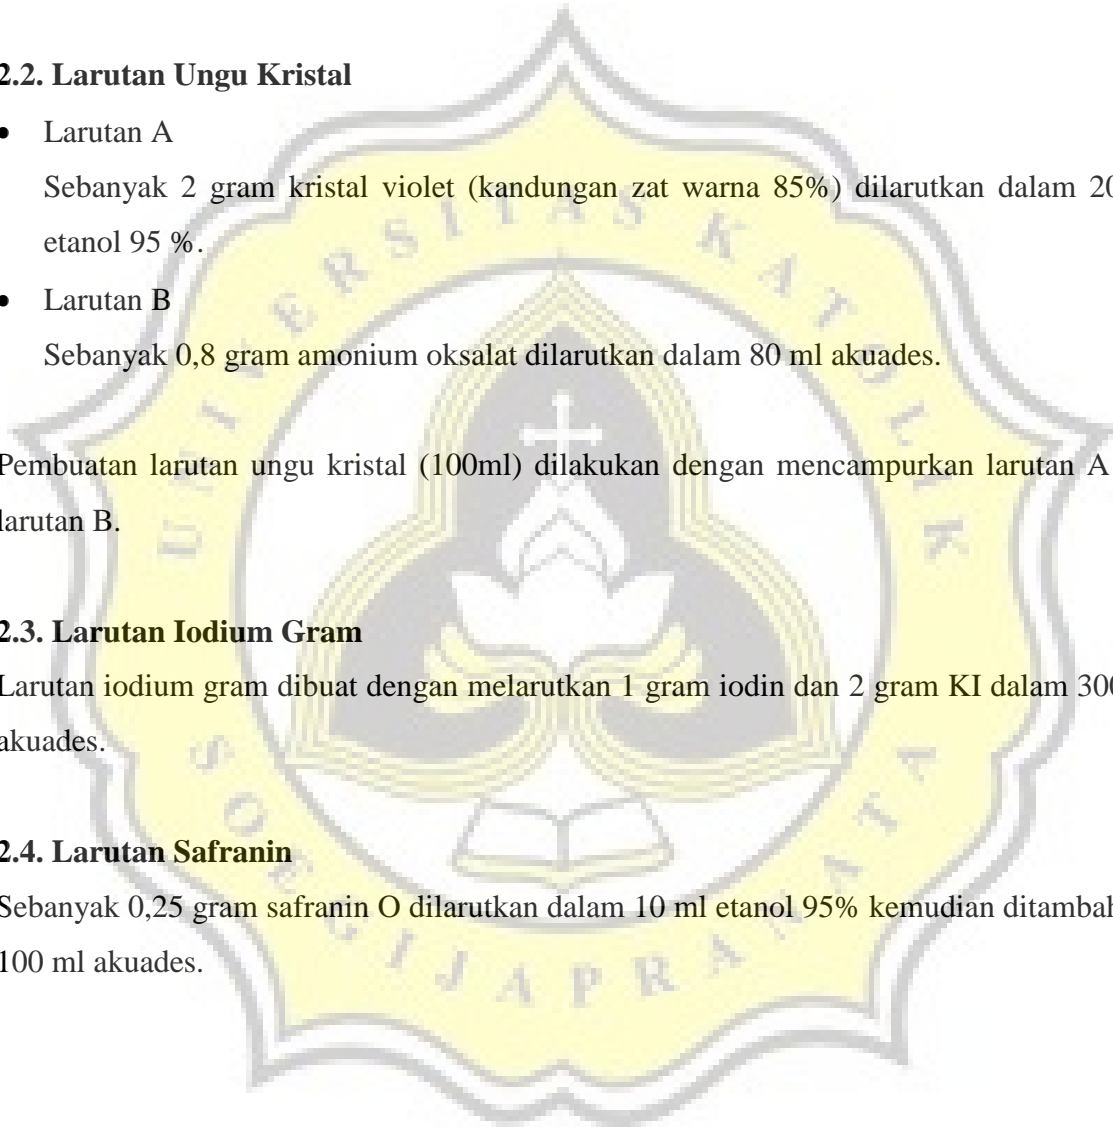 2.2. Larutan Ungu Kristal
• Larutan A
Sebanyak 2 gram kristal violet (kandungan zat warna 85%) dilarutkan dalam 20
etanol 95 %.
• Larutan B
Sebanyak 0,8 gram amonium oksalat dilarutkan dalam 80 ml akuades.
Pembuatan larutan ungu kristal (100ml) dilakukan dengan mencampurkan larutan A
larutan B.
2.3. Larutan Iodium Gram
Larutan iodium gram dibuat dengan melarutkan 1 gram iodin dan 2 gram KI dalam 300
akuades.
2.4. Larutan Safranin
Sebanyak 0,25 gram safranin O dilarutkan dalam 10 ml etanol 95% kemudian ditambah
100 ml akuades.
UNIVERSITAS KATOLIK
SOEGIJAPRANATA